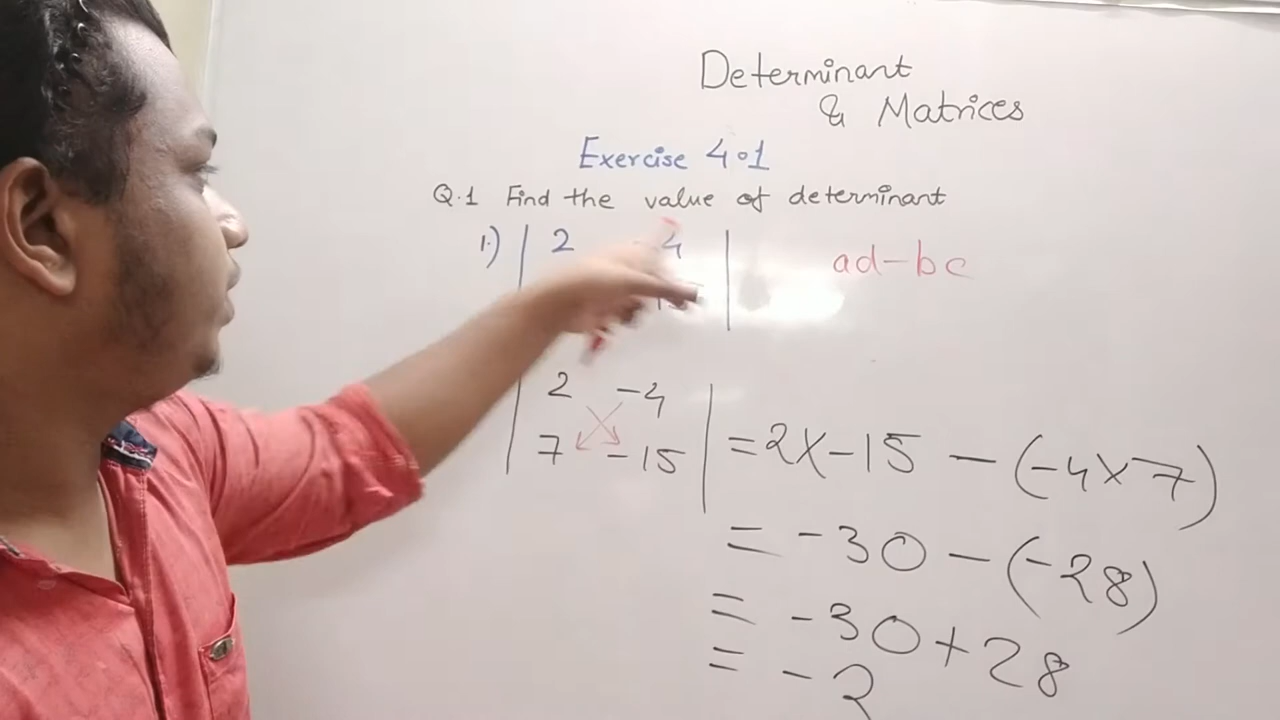 Determinant
& Matrices
Exercise 4.1
Q.1 Find the value of determinant
1.) | 2 -4 | ad-bc
| 2 -4
7 -15 | = 2x-15 - (-4x7)
= -30 - (-28)
= -30+28
= -2